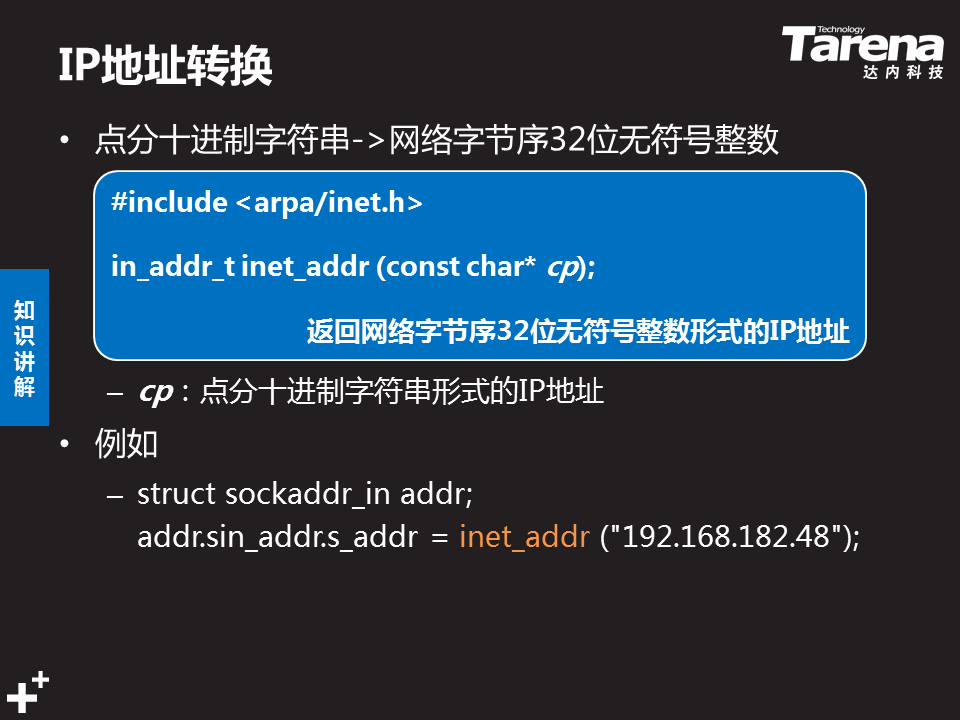 IP地址转换
Technology
Tarena
达内科技
• 点分十进制字符串->网络字节序32位无符号整数
#include <arpa/inet.h>
in_addr_t inet_addr (const char* cp);
返回网络字节序32位无符号整数形式的IP地址
知识讲解
– cp：点分十进制字符串形式的IP地址
• 例如
– struct sockaddr_in addr;
addr.sin_addr.s_addr = inet_addr ("192.168.182.48");